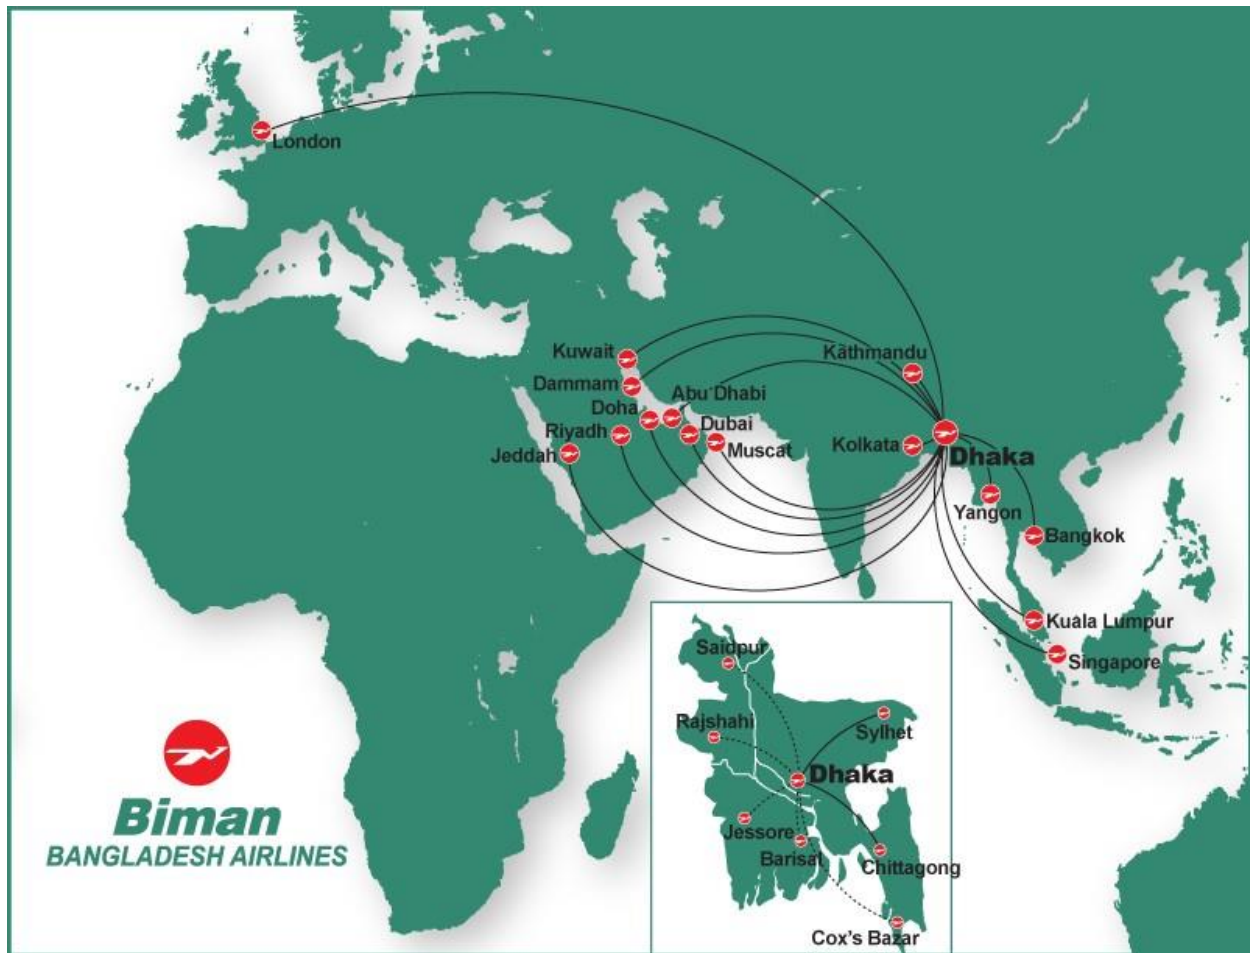 London
Kuwait
Kathmandu
Dammam
Abu Dhabi
Doha
Dubai
Riyadh
Muscat
Kolkata
Jeddah
Dhaka
Yangon
Bangkok
Kuala Lumpur
Singapore
Saidpur
Rajshahi
Sylhet
Dhaka
Jessore
Barisal
Chittagong
Cox's Bazar
Biman
BANGLADESH AIRLINES